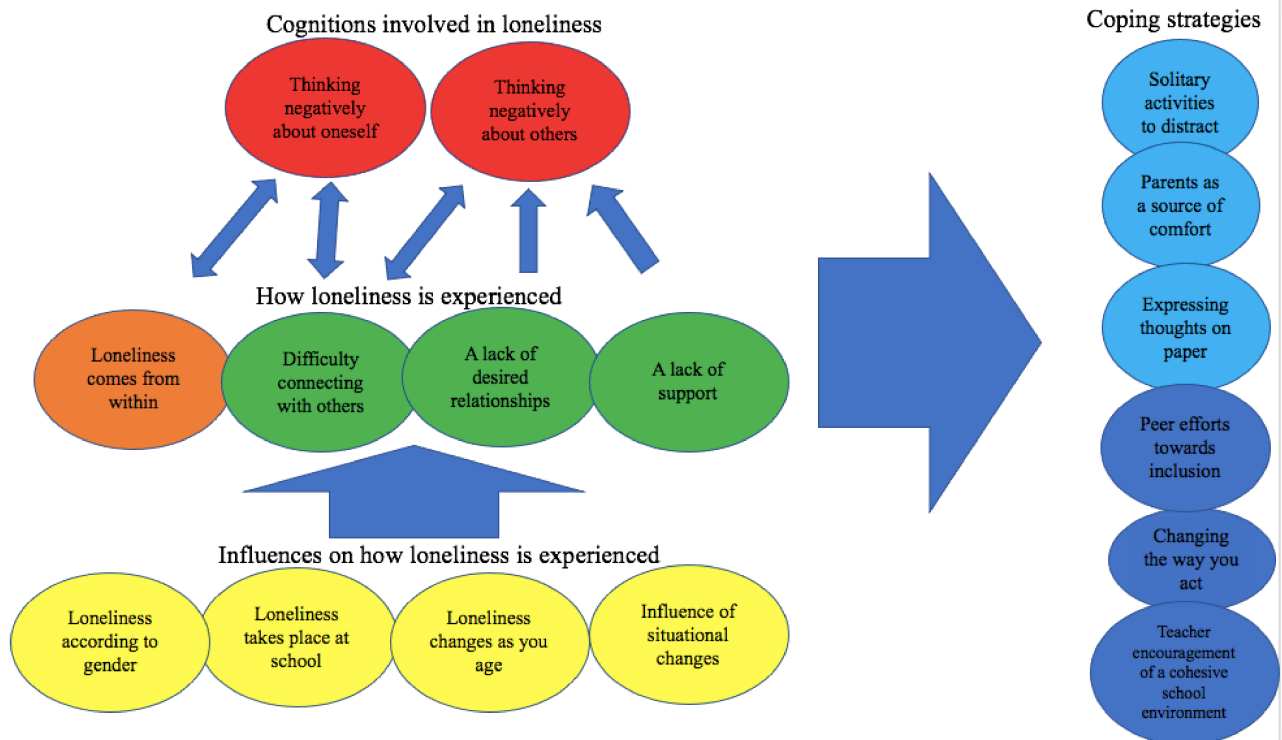 Cognitions involved in loneliness
Thinking
negatively
about oneself
Thinking
negatively
about others
How loneliness is experienced
Loneliness
comes from
within
Difficulty
connecting
with others
A lack of
desired
relationships
A lack of
support
Influences on how loneliness is experienced
Loneliness
according to
gender
Loneliness
takes place at
school
Loneliness
changes as you
age
Influence of
situational
changes
Coping strategies
Solitary
activities
to distract
Parents as
a source of
comfort
Expressing
thoughts on
paper
Peer efforts
towards
inclusion
Changing
the way you
act
Teacher
encouragement
of a cohesive
school
environment